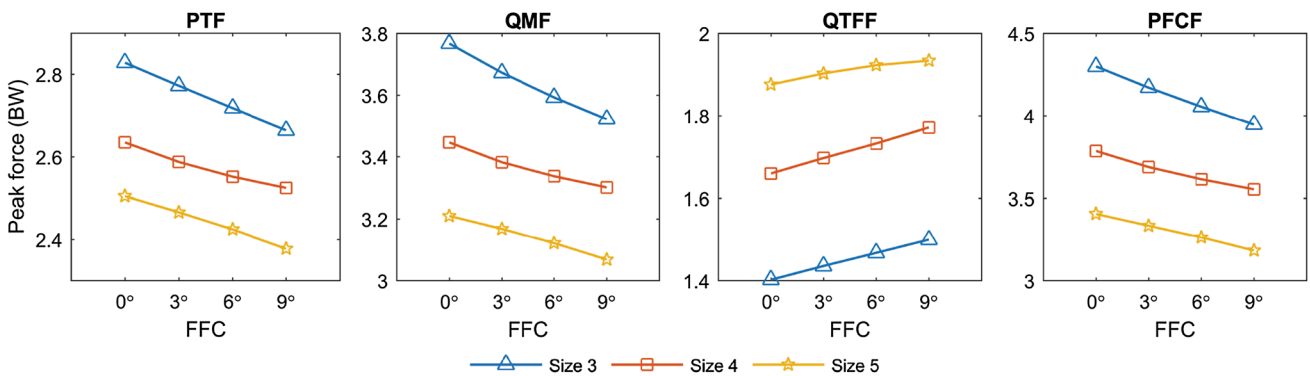 PTF
QMF
QTFF
PFCF
Peak force (BW)
2.8
2.6
2.4
0° 3° 6° 9°
FFC
3.8
3.6
3.4
3.2
3
0° 3° 6° 9°
FFC
2
1.8
1.6
1.4
0° 3° 6° 9°
FFC
4.5
4
3.5
3
0° 3° 6° 9°
FFC
Size 3 Size 4 Size 5